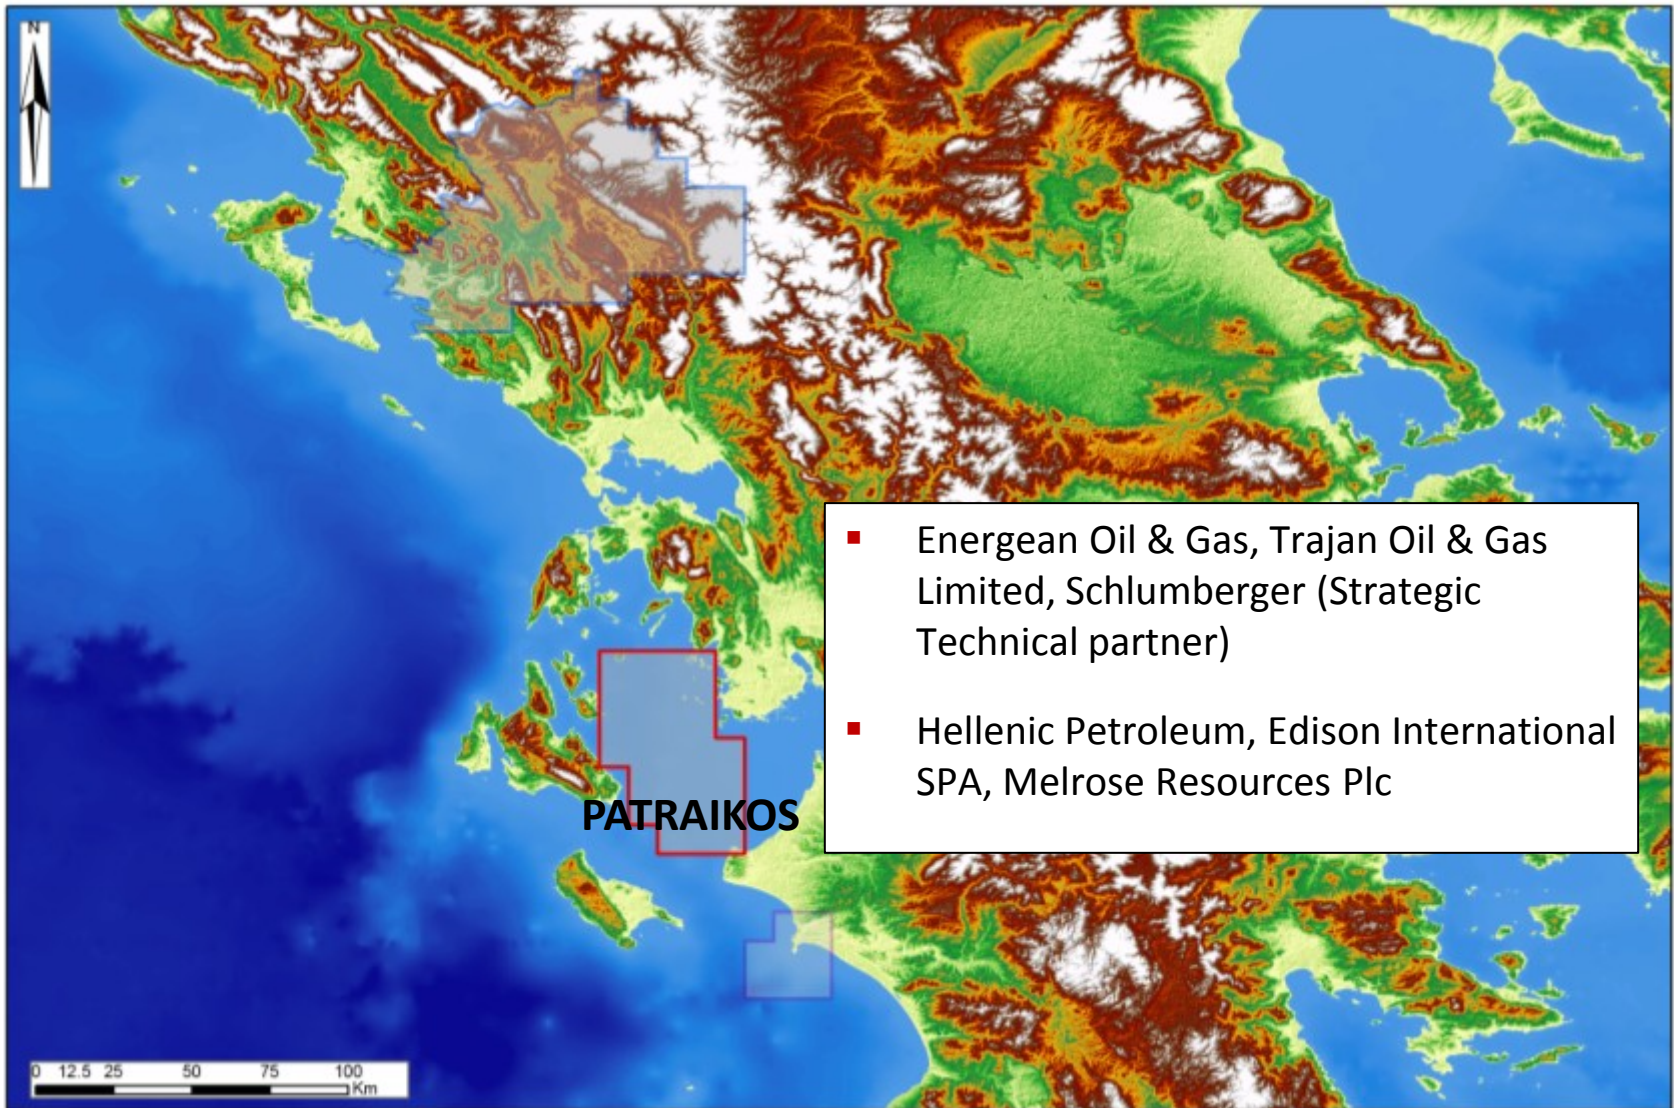 N
▪ Energean Oil & Gas, Trajan Oil & Gas
Limited, Schlumberger (Strategic
Technical partner)
▪ Hellenic Petroleum, Edison International
SPA, Melrose Resources Plc
PATRAIKOS
0 12.5 25 50 75 100
Km